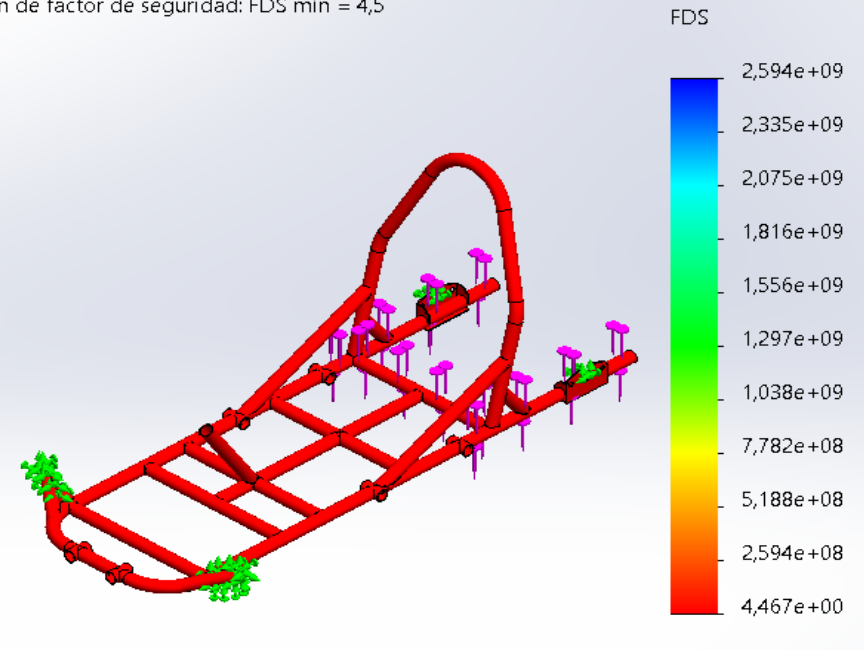 n de factor de seguridad: FDS mín = 4,5
FDS
2,594e+09
2,335e+09
2,075e+09
1,816e+09
1,556e+09
1,297e+09
1,038e+09
7,782e+08
5,188e+08
2,594e+08
4,467e+00